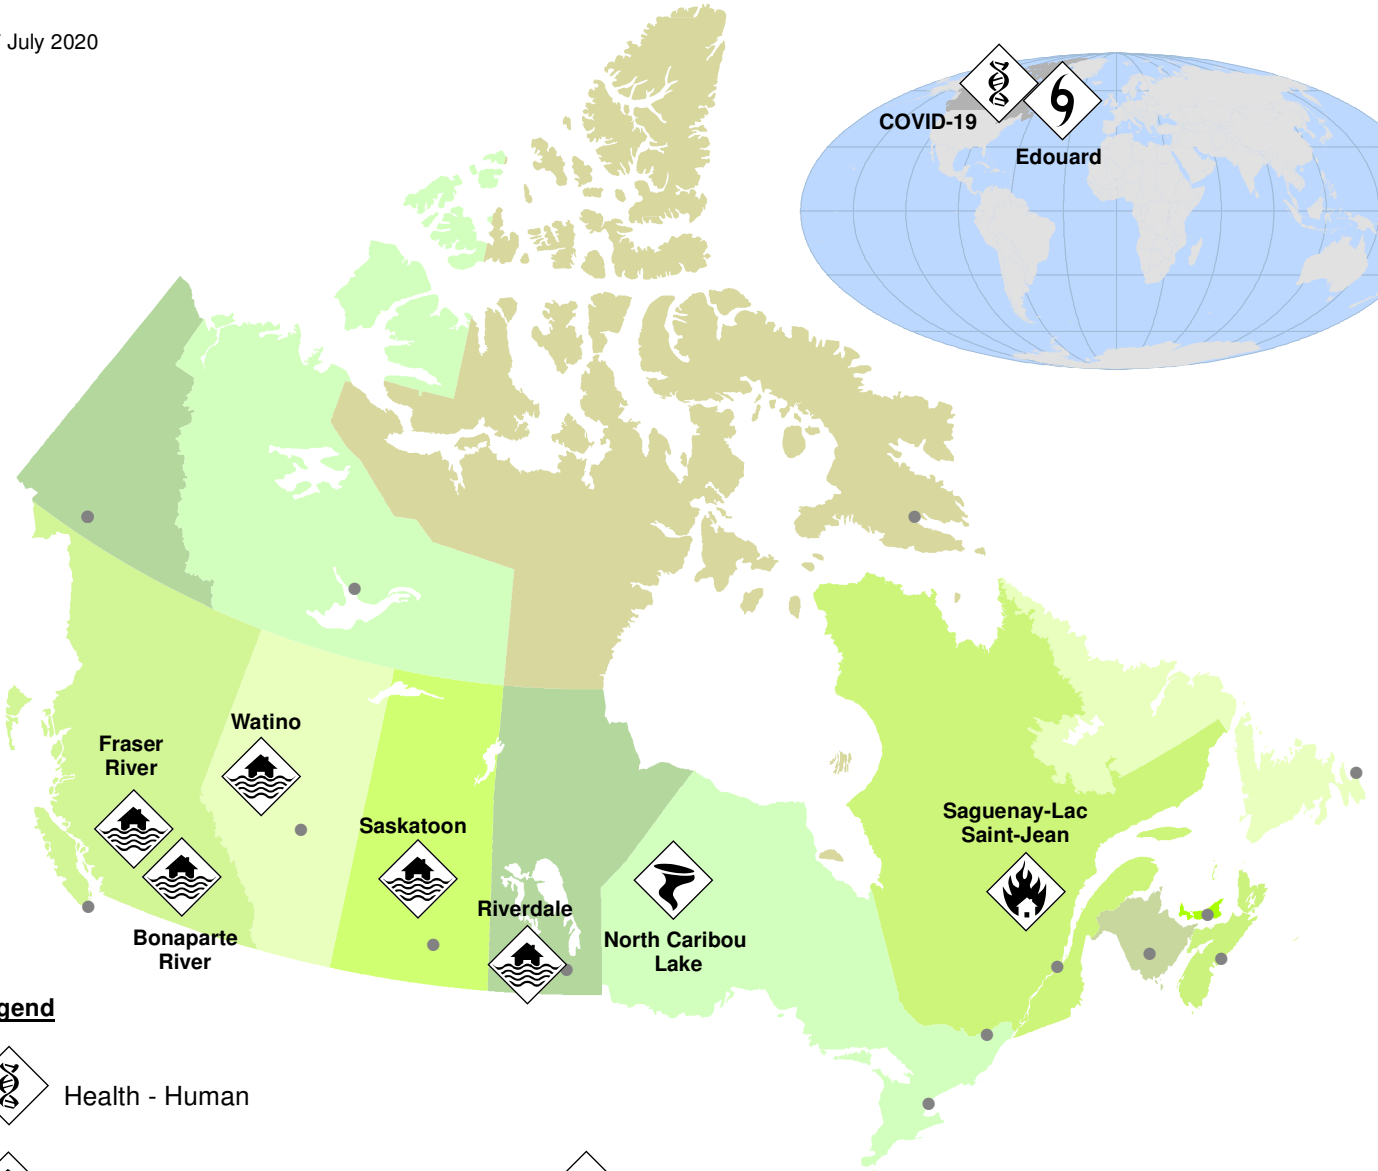 July 2020
COVID-19
Edouard
Watino
Fraser
River
Saskatoon
Saguenay-Lac
Saint-Jean
Riverdale
Bonaparte
River
North Caribou
Lake
gend
Health - Human